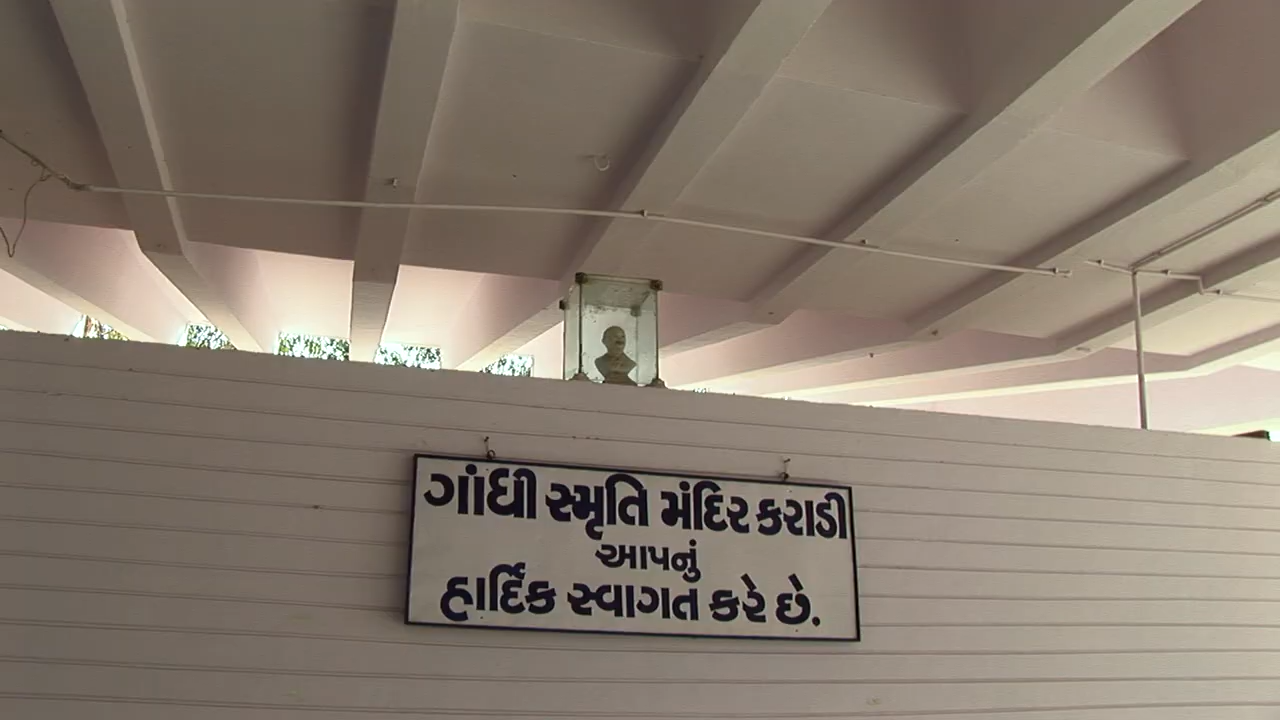 ગાંધી સ્મૃતિ મંદિર કરાડી
આપનું
હાર્દિક સ્વાગત કરે છે.